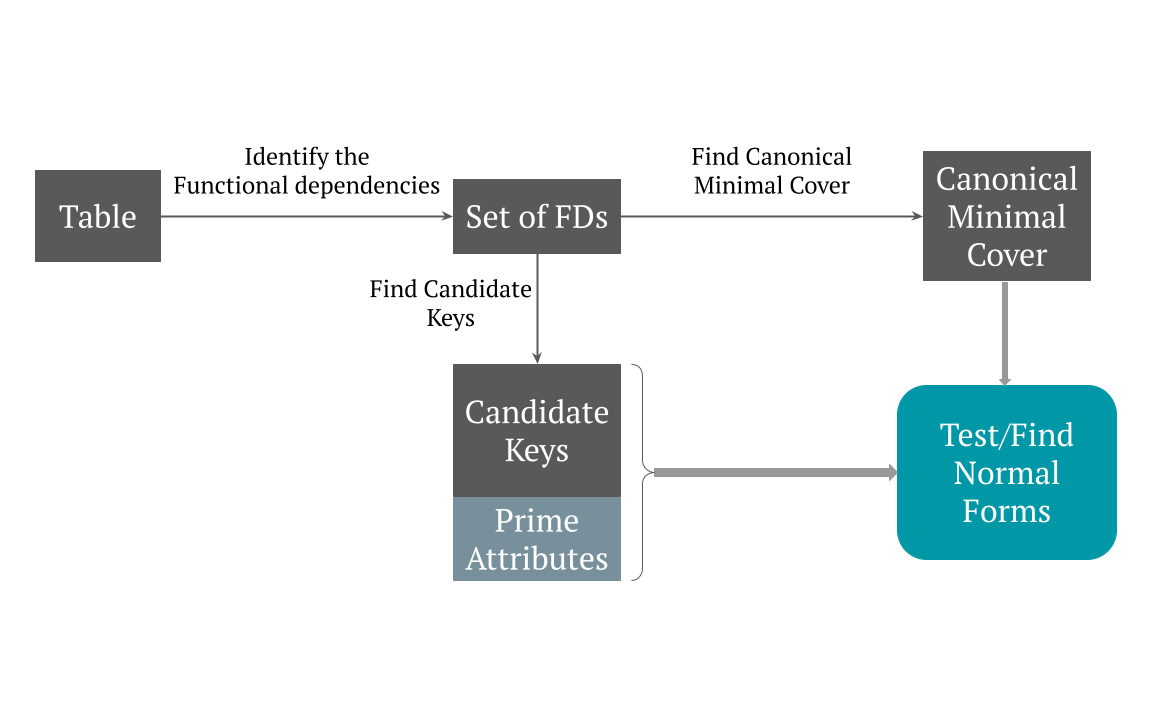 Identify the
Functional dependencies
Find Canonical
Minimal Cover
Table
Set of FDs
Canonical
Minimal
Cover
Find Candidate
Keys
Candidate
Keys
Prime
Attributes
Test/Find
Normal
Forms